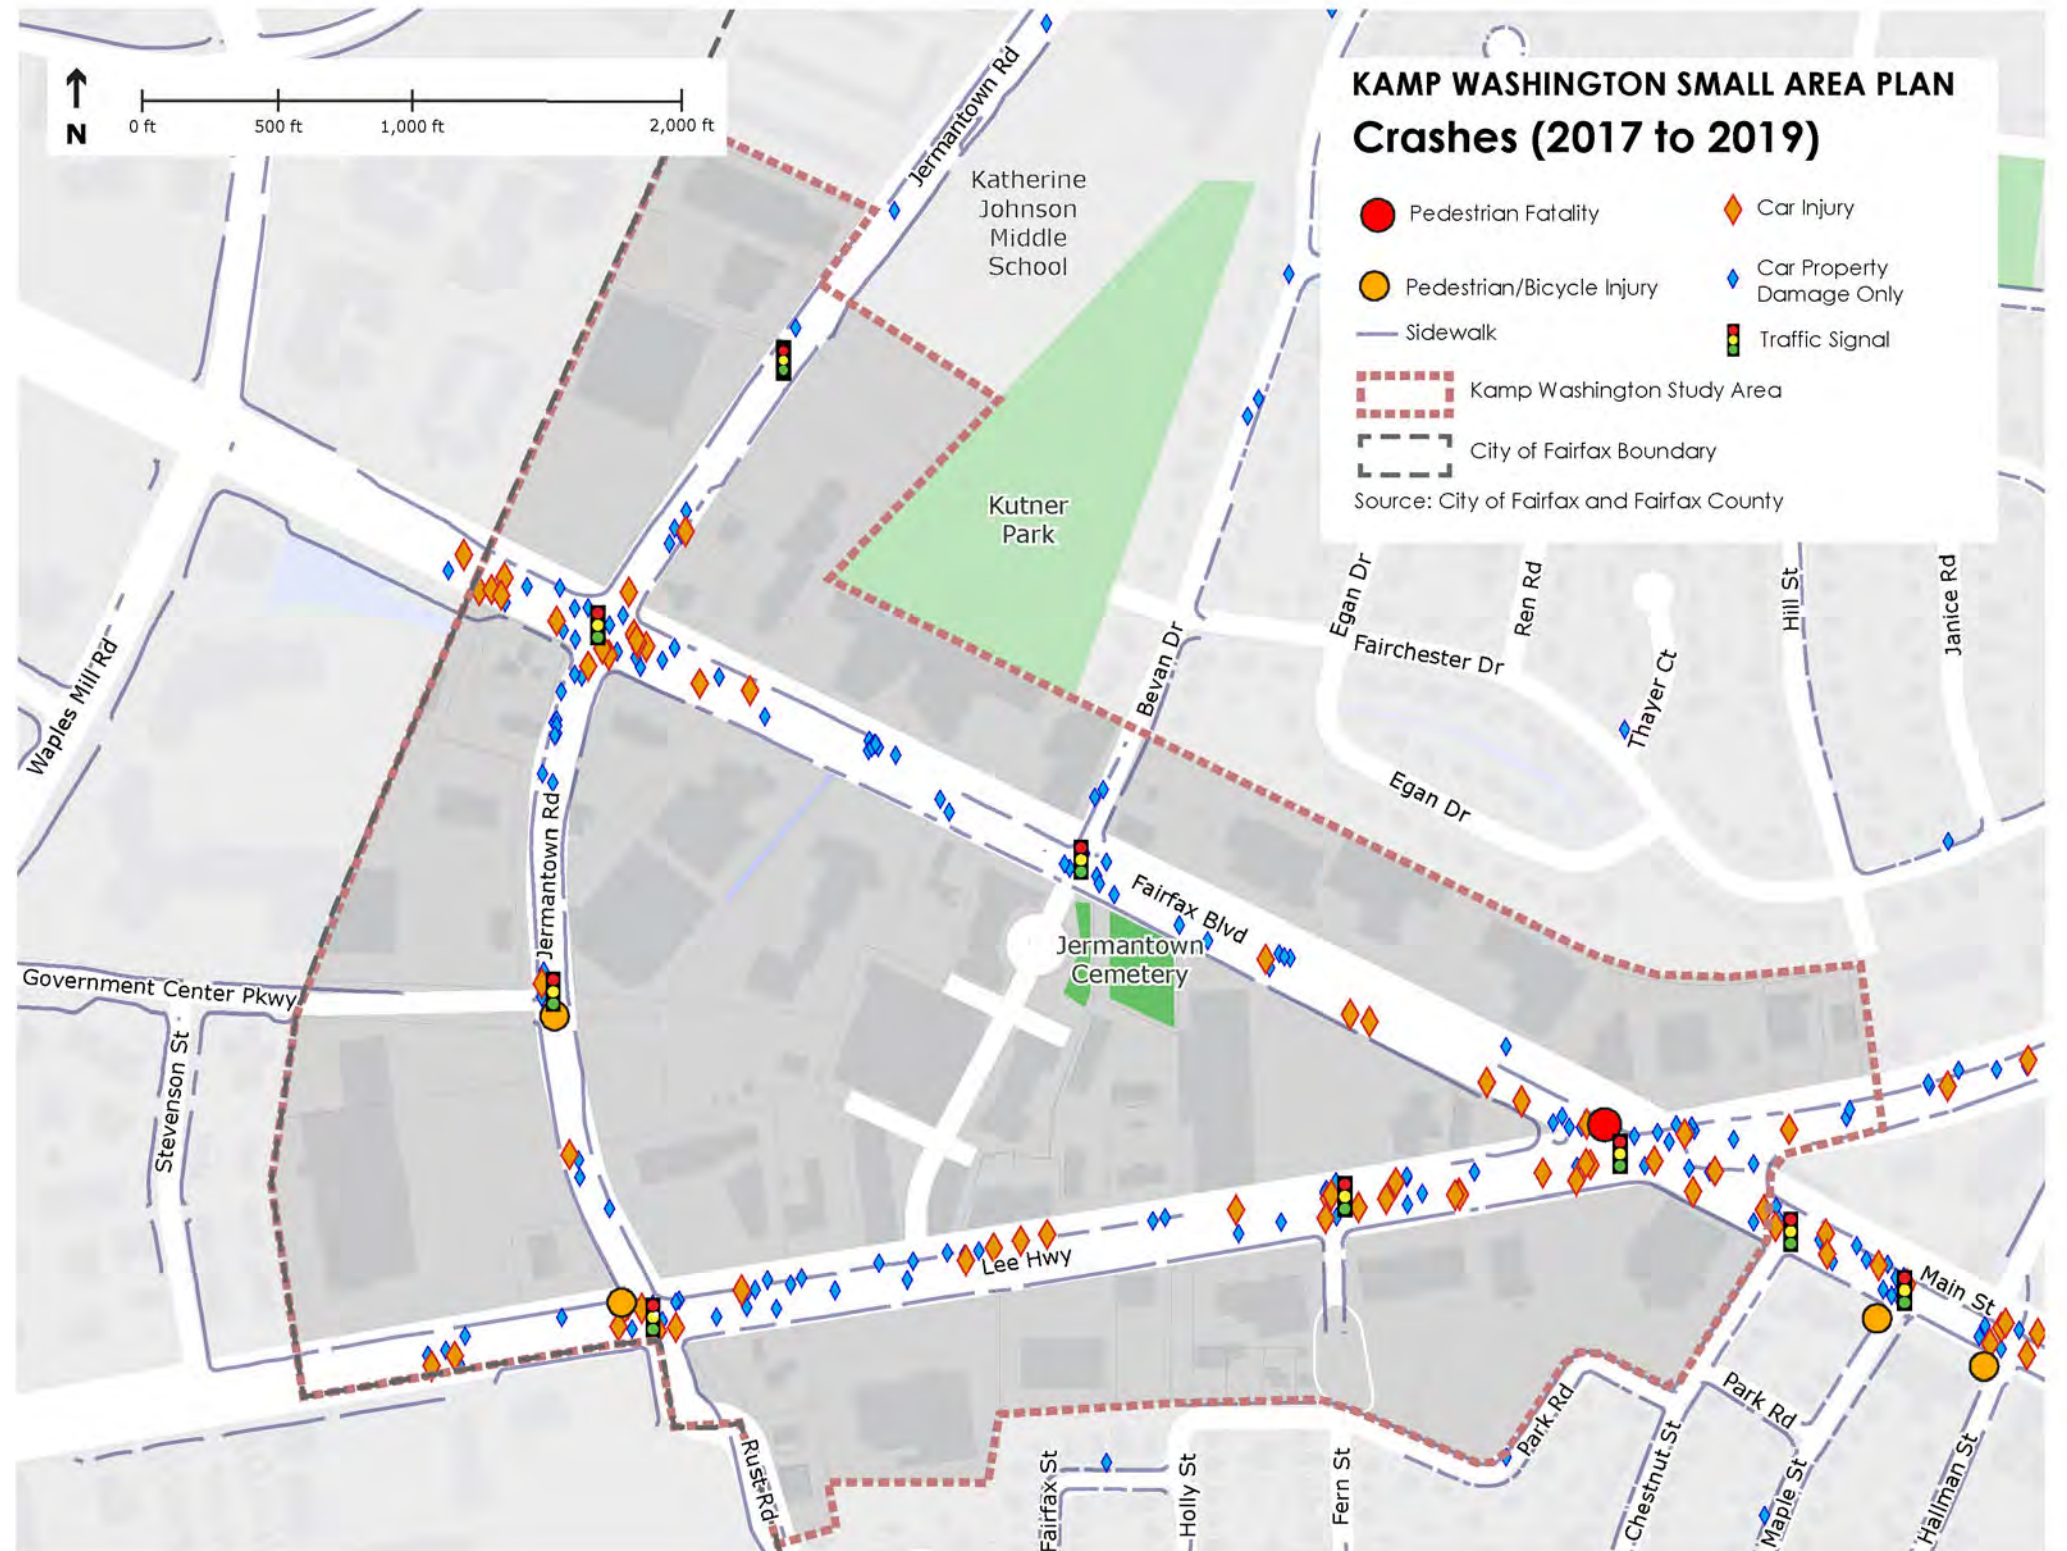 N
0 ft
500 ft
1,000 ft
2,000 ft
KAMP WASHINGTON SMALL AREA PLAN
Crashes (2017 to 2019)
Pedestrian Fatality
Car Injury
Pedestrian/Bicycle Injury
Car Property
Damage Only
Sidewalk
Traffic Signal
Kamp Washington Study Area
City of Fairfax Boundary
Source: City of Fairfax and Fairfax County
Jermantown Rd
Katherine
Johnson
Middle
School
Kutner
Park
Egan Dr
Ren Rd
Hill St
Janice Rd
Fairchester Dr
Thayer Ct
Bevan Dr
Waples Mill Rd
Egan Dr
Jermantown Rd
Fairfax Blvd
Jermantown
Cemetery
Government Center Pkwy
Stevenson St
Lee Hwy
Main St
Park Rd
Park Rd
Rust Rd
Fairfax St
Holly St
Fern St
Chestnut St
Maple St
Hallman St